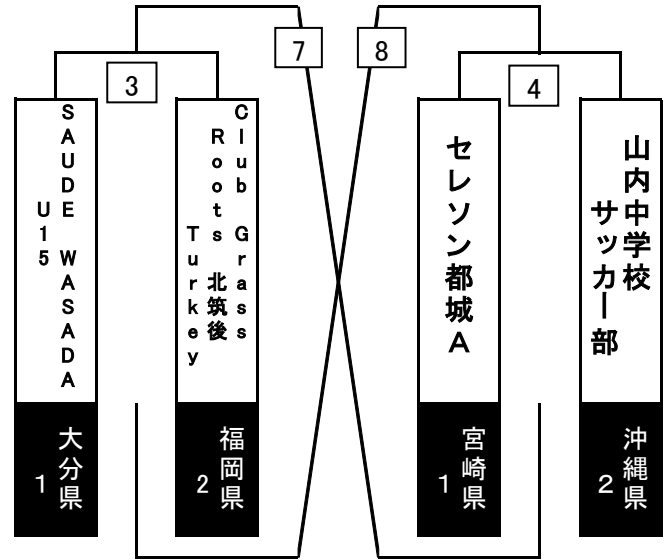 7
8
3
4
SAUDE WASADA
U15
Club Grass
Roots 北筑後
Turkey
セレソン都城A
山内中学校
サッカー部
大分県
1
福岡県
2
宮崎県
1
沖縄県
2